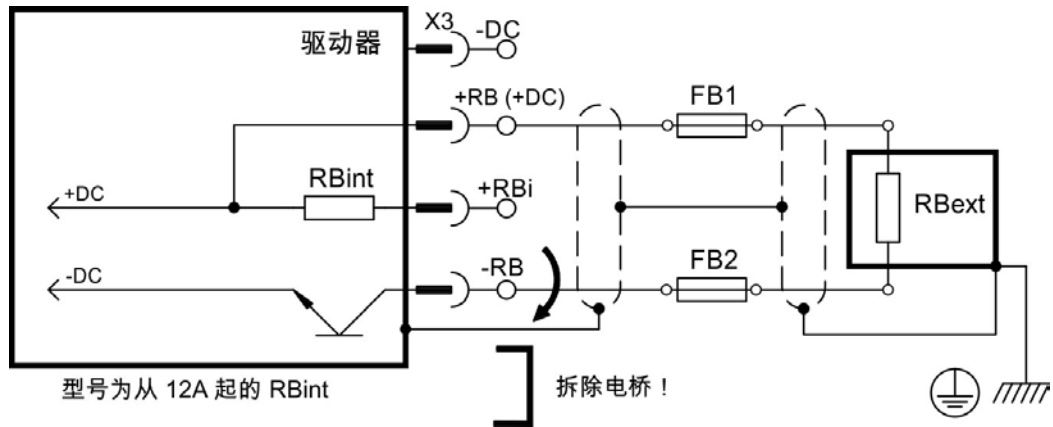 驱动器
X3
-DC
+RB (+DC)
FB1
+DC
RBint
+RBi
RBext
-DC
-RB
FB2
型号为从 12A 起的 RBint
拆除电桥！